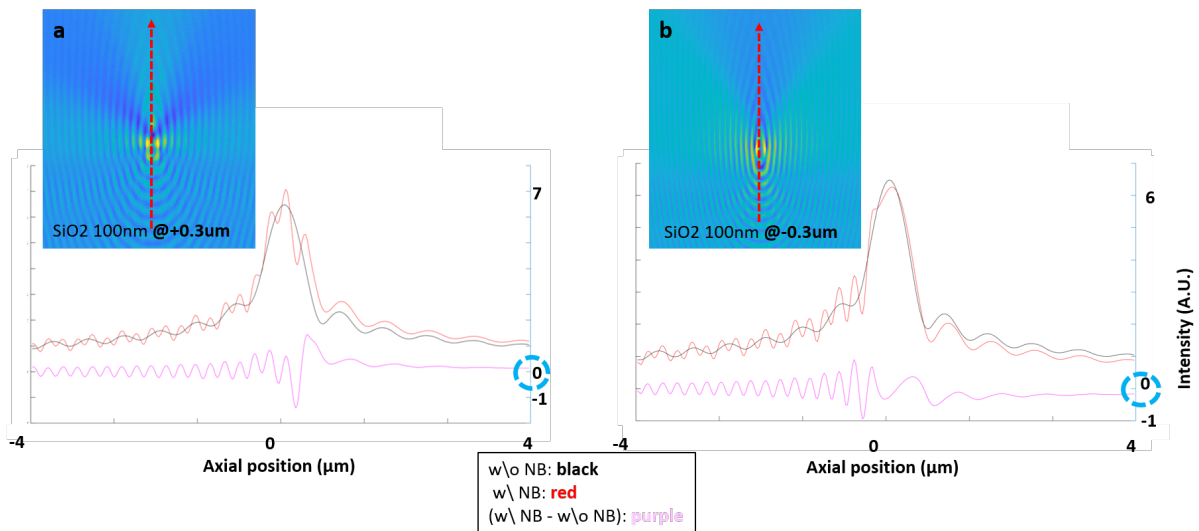 a
SiO2 100nm @+0.3um
7
0
-1
-4
0
4
Axial position (µm)
b
SiO2 100nm @-0.3um
6
0
-1
-4
0
4
Axial position (µm)
Intensity (A.U.)
w\o NB: black
w\ NB: red
(w\ NB - w\o NB): purple